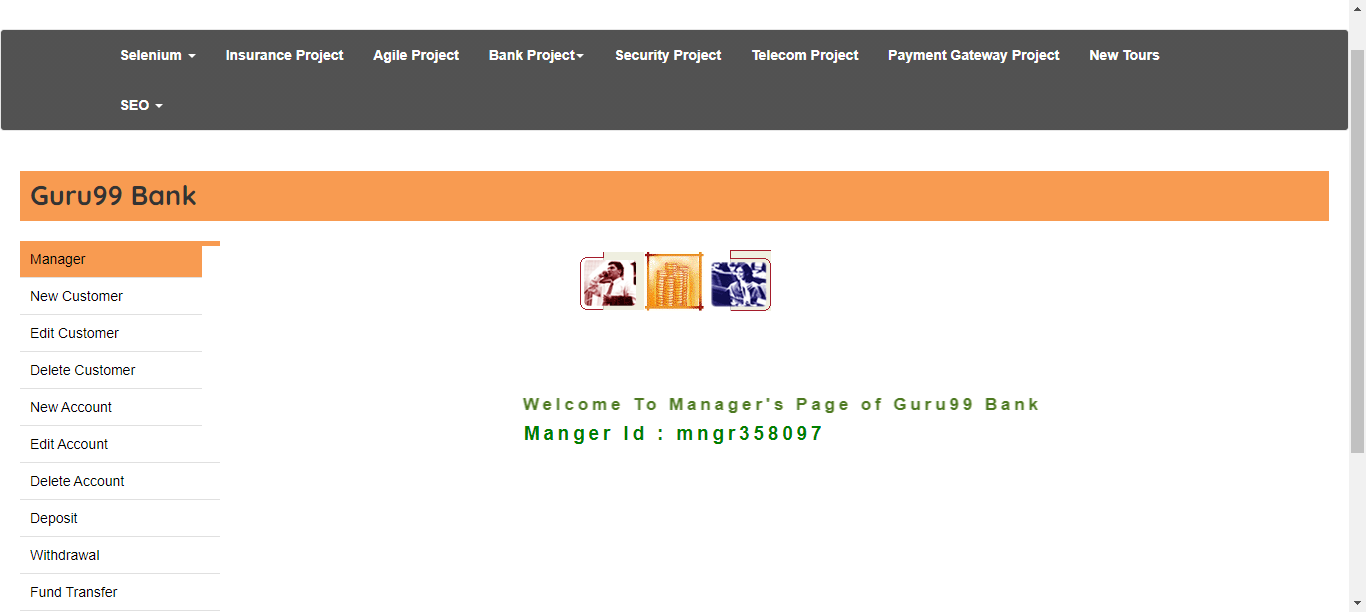 Selenium Insurance Project Agile Project Bank Project Security Project Telecom Project Payment Gateway Project New Tours
SEO
Guru99 Bank
Manager
New Customer
Edit Customer
Delete Customer
New Account
Edit Account
Delete Account
Deposit
Withdrawal
Fund Transfer
Welcome To Manager's Page of Guru99 Bank
Manger Id : mngr358097